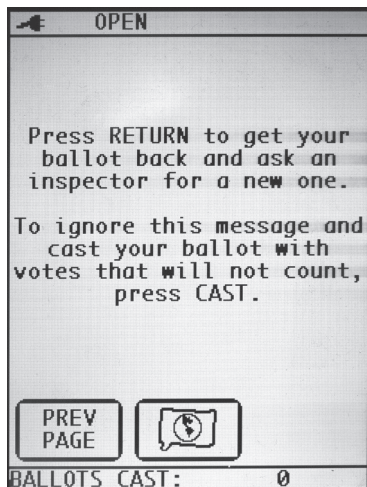 OPEN
Press RETURN to get your
ballot back and ask an
inspector for a new one.
To ignore this message and
cast your ballot with
votes that will not count,
press CAST.
PREV
PAGE
BALLOTS CAST: 0